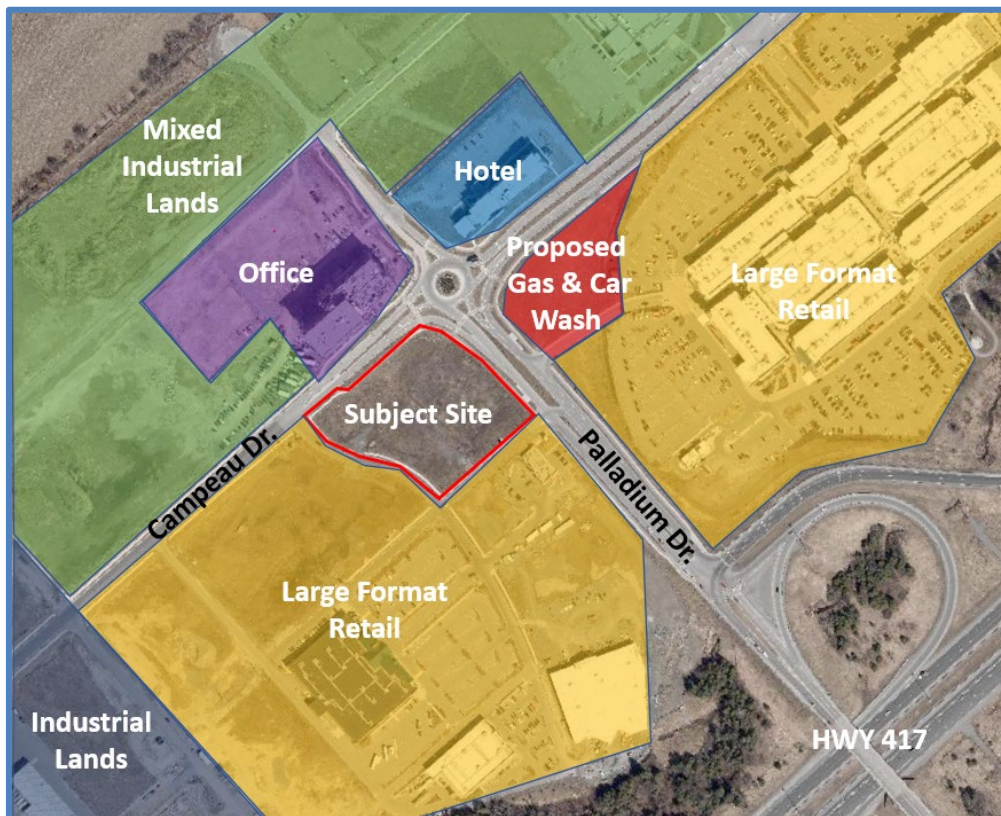 Mixed
Industrial
Lands
Hotel
Office
Proposed
Gas & Car
Wash
Large Format
Retail
Subject Site
Campeau Dr.
Palladium Dr.
Large Format
Retail
Industrial
Lands
HWY 417